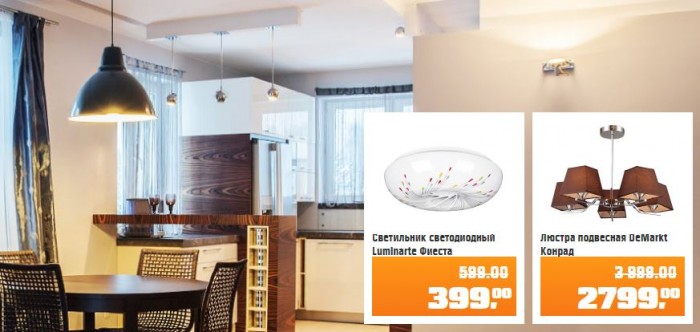 Светильник светодиодный
Luminarte Фиеста
599.00
399.00
Люстра подвесная DeMarkt
Конрад
3 999.00
2799.00